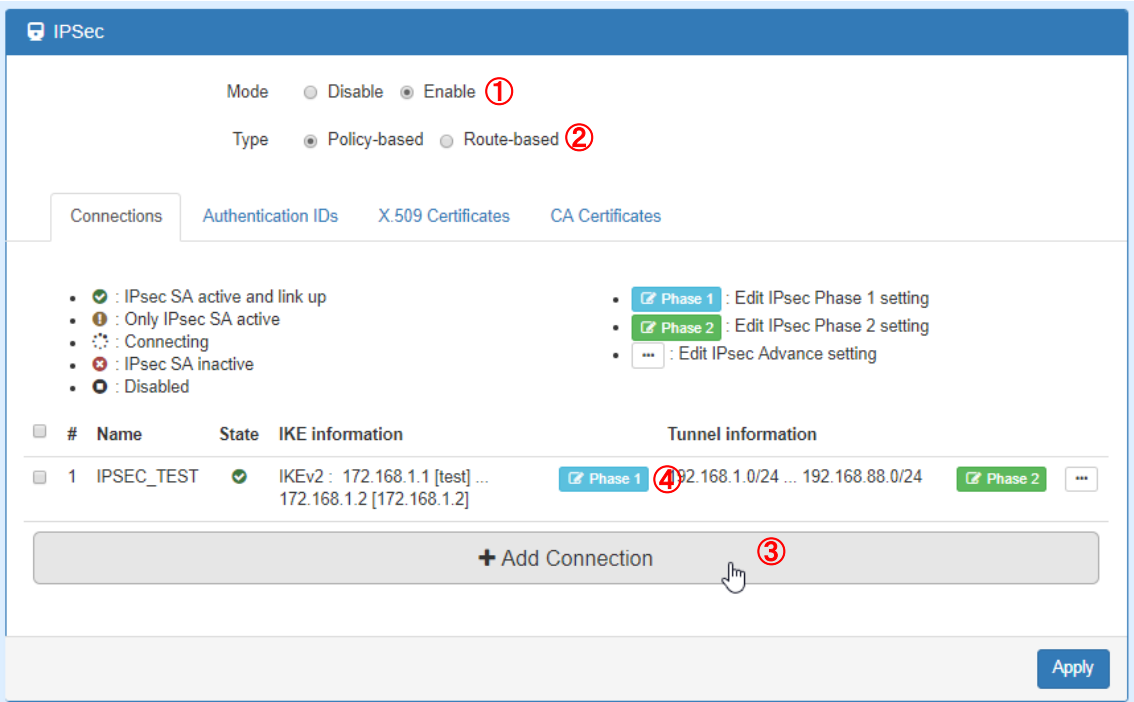 IPSec
Mode Disable Enable ①
Type Policy-based Route-based ②
Connections Authentication IDs X.509 Certificates CA Certificates
: IPsec SA active and link up
: Only IPsec SA active
: Connecting
: IPsec SA inactive
: Disabled
Phase 1 : Edit IPsec Phase 1 setting
Phase 2 : Edit IPsec Phase 2 setting
... : Edit IPsec Advance setting
# Name State IKE information Tunnel information
1 IPSEC_TEST IKEv2 : 172.168.1.1 [test] ... Phase 1 ④ 192.168.1.0/24 ... 192.168.88.0/24 Phase 2 ...
172.168.1.2 [172.168.1.2]
+ Add Connection ③
Apply